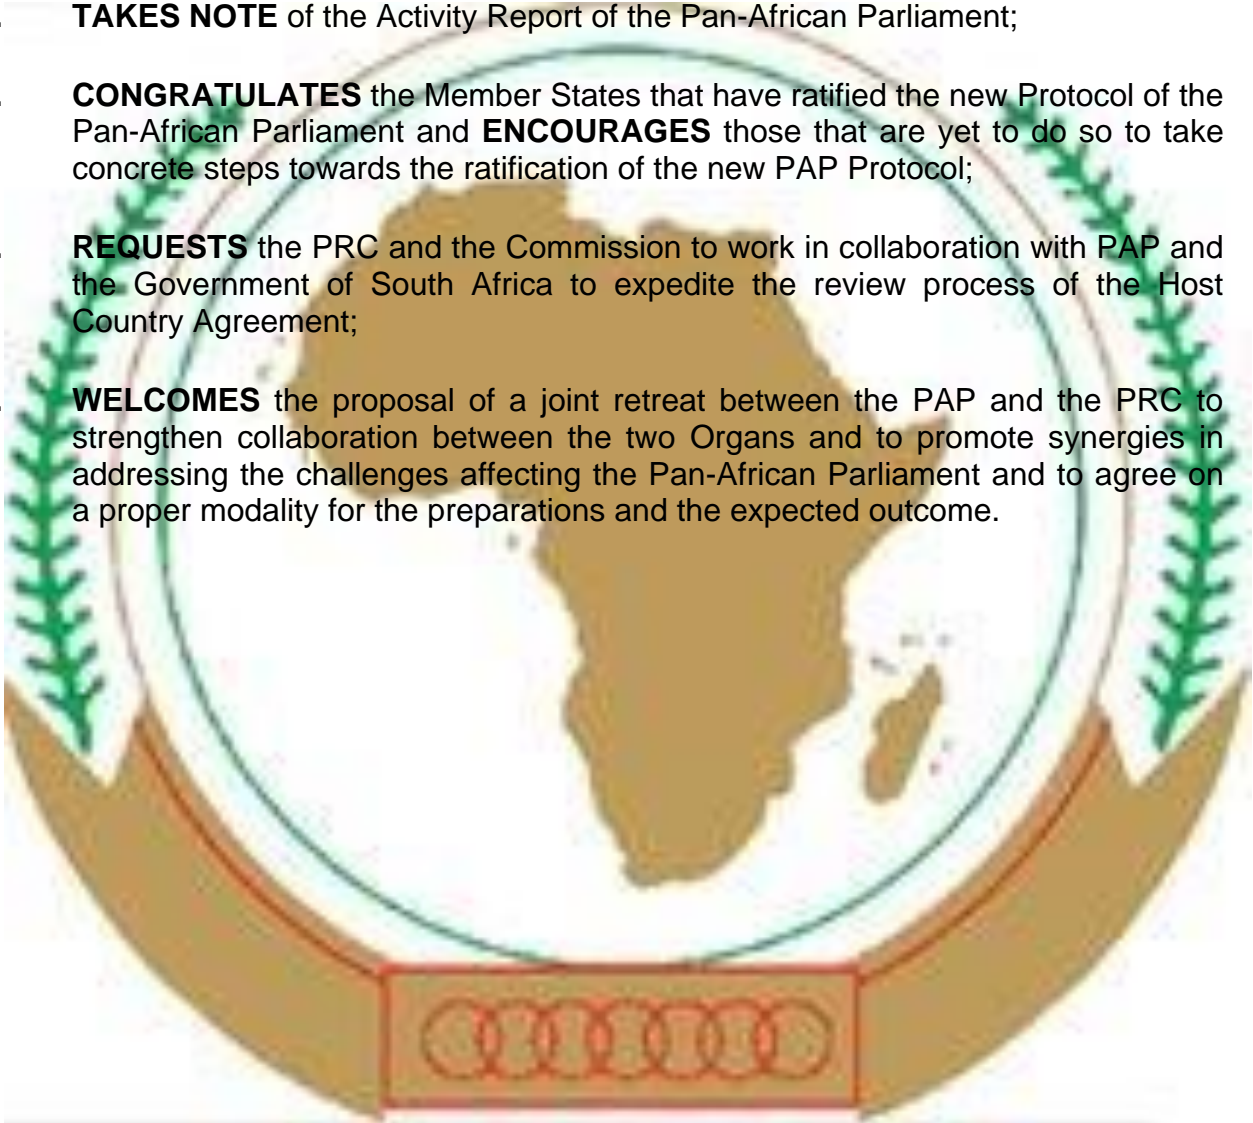 . TAKES NOTE of the Activity Report of the Pan-African Parliament;
. CONGRATULATES the Member States that have ratified the new Protocol of the
Pan-African Parliament and ENCOURAGES those that are yet to do so to take
concrete steps towards the ratification of the new PAP Protocol;
. REQUESTS the PRC and the Commission to work in collaboration with PAP and
the Government of South Africa to expedite the review process of the Host
Country Agreement;
. WELCOMES the proposal of a joint retreat between the PAP and the PRC to
strengthen collaboration between the two Organs and to promote synergies in
addressing the challenges affecting the Pan-African Parliament and to agree on
a proper modality for the preparations and the expected outcome.